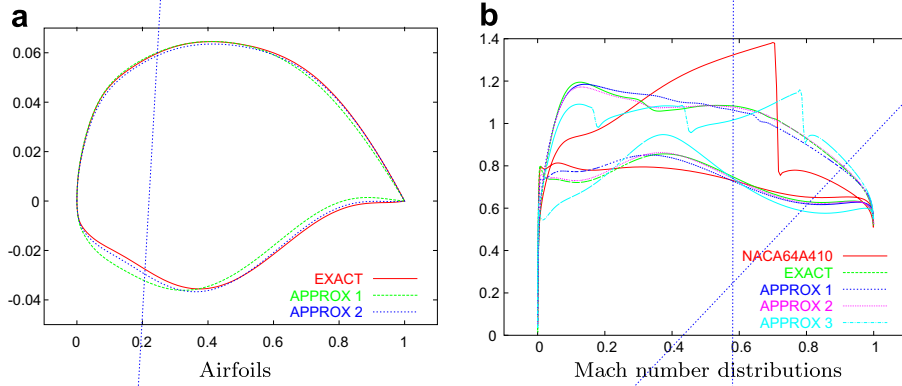 a
0.06
0.04
0.02
0
-0.02
-0.04
0 0.2 0.4 0.6 0.8 1
EXACT
APPROX 1
APPROX 2
Airfoils
b
1.4
1.2
1
0.8
0.6
0.4
0.2
0
0 0.2 0.4 0.6 0.8 1
NACA64A410
EXACT
APPROX 1
APPROX 2
APPROX 3
Mach number distributions